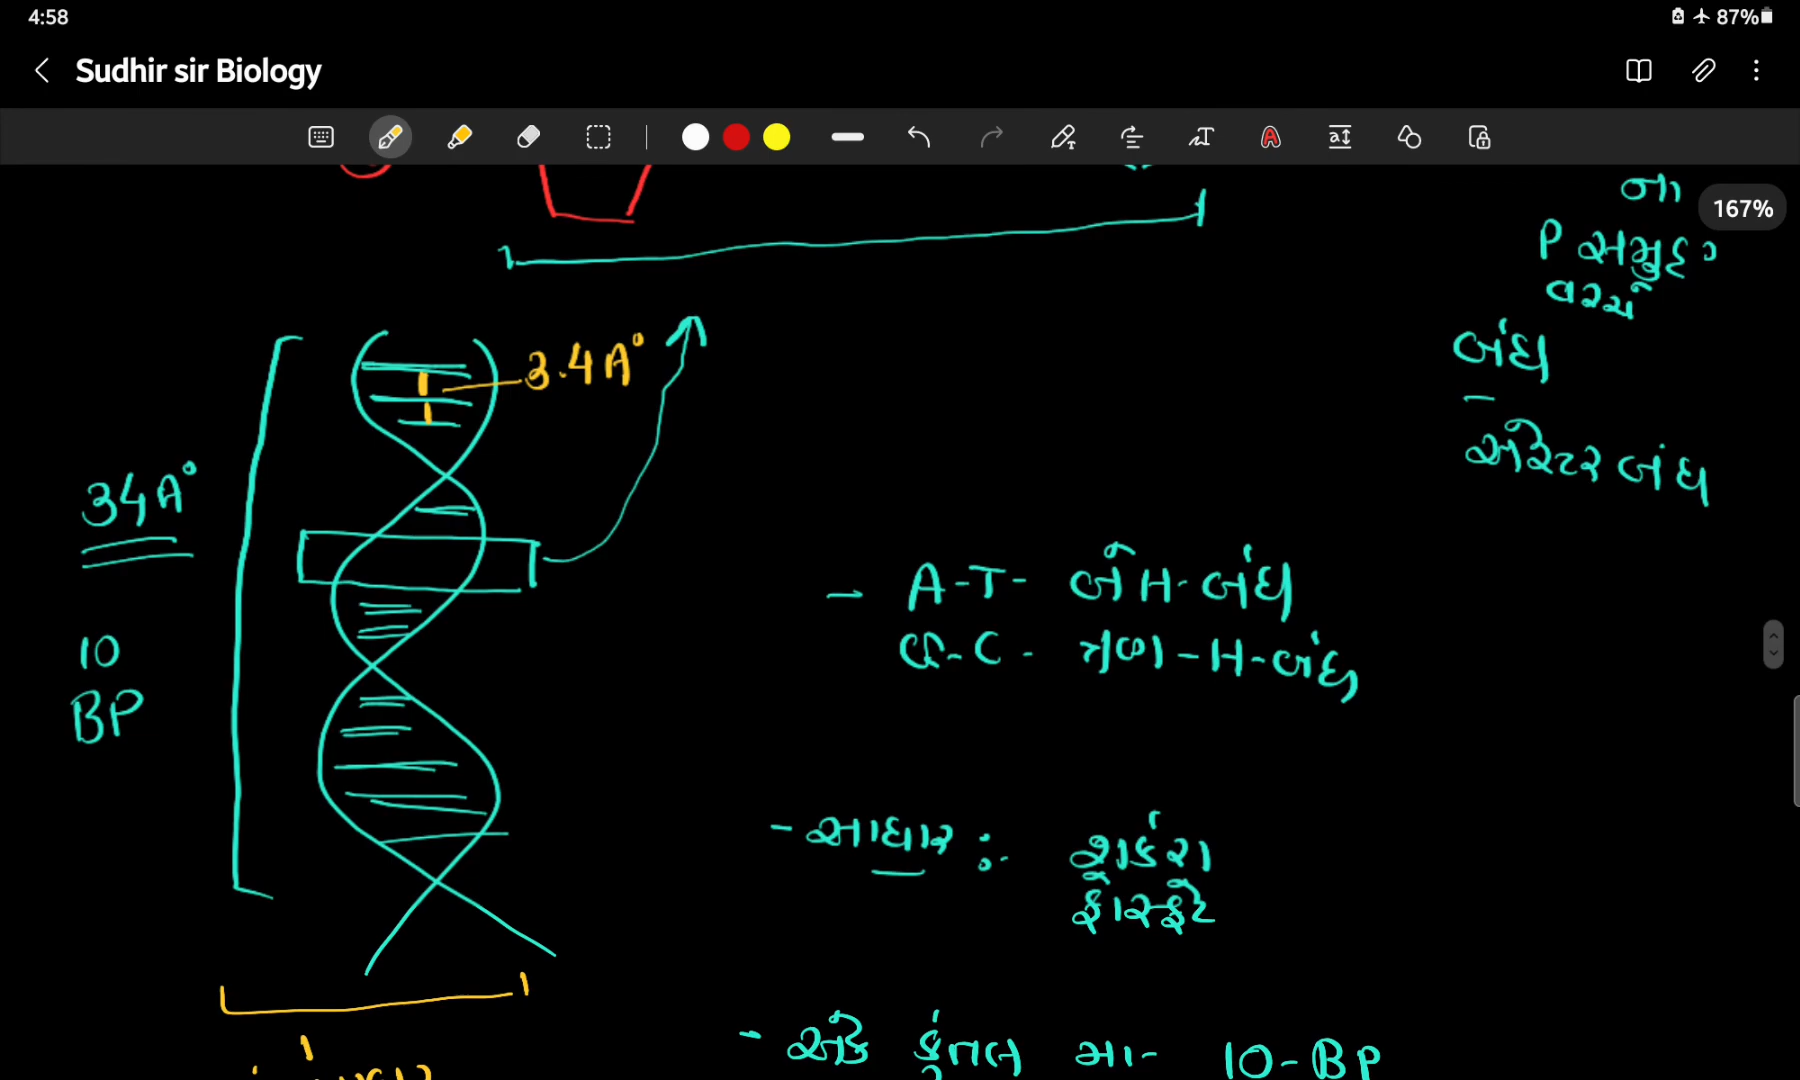 4:58
87%
Sudhir sir Biology
167%
ના
P સમુહ
વચ્ચે
બંધ
એસ્ટર બંધ
3.4A°
34A°
10
BP
- A-T- બે H-બંધ
G-C - ત્રણ-H-બંધ
- આધાર :- શર્કરા
ફોસ્ફેટ
- એક કુંતલ મા- 10-BP